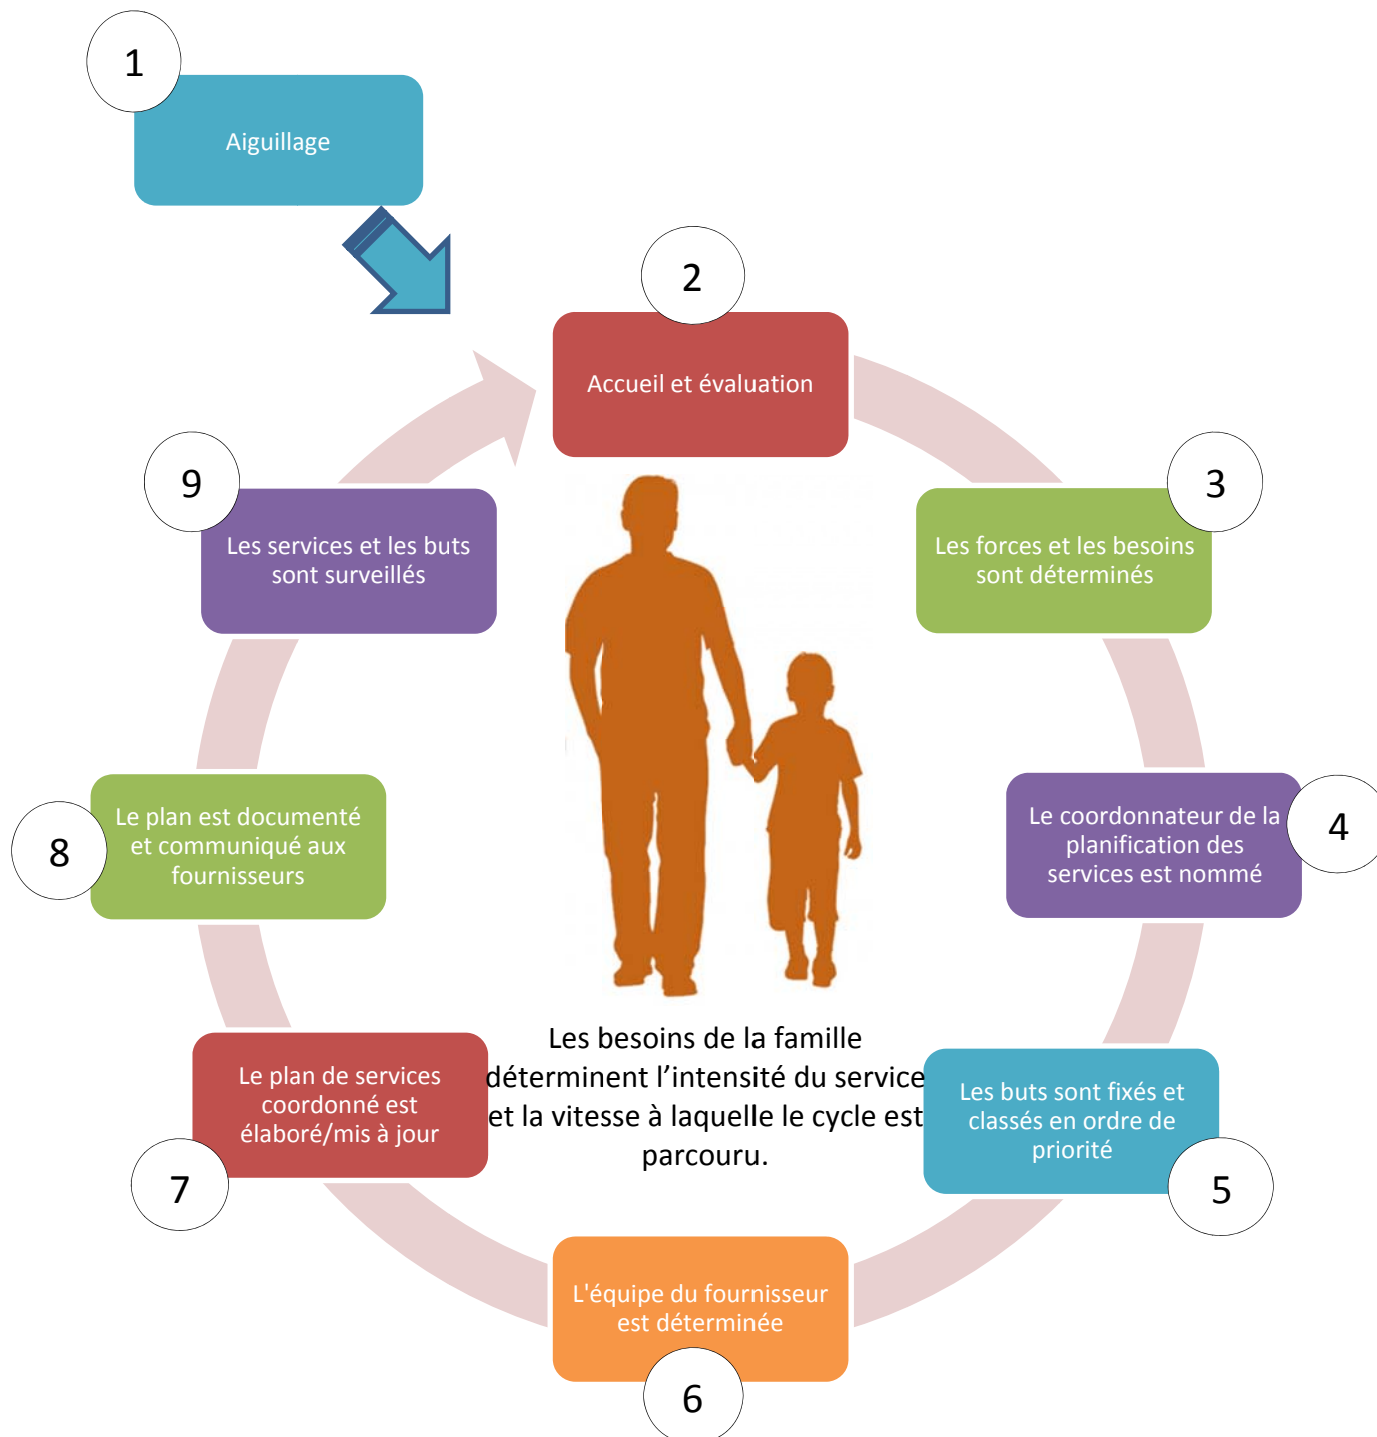 1
Aiguillage
2
Accueil et évaluation
3
Les forces et les besoins
sont déterminés
4
Le coordonnateur de la
planification des
services est nommé
5
Les buts sont fixés et
classés en ordre de
priorité
6
L'équipe du fournisseur
est déterminée
7
Le plan de services
coordonné est
élaboré/mis à jour
8
Le plan est documenté
et communiqué aux
fournisseurs
9
Les services et les buts
sont surveillés
Les besoins de la famille
déterminent l’intensité du service
et la vitesse à laquelle le cycle est
parcouru.